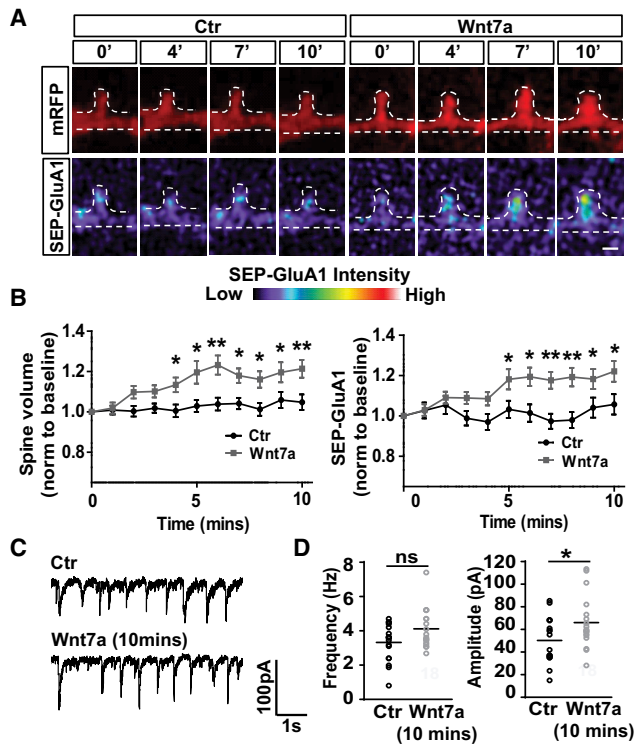 A
Ctr Wnt7a
0’ 4’ 7’ 10’ 0’ 4’ 7’ 10’
mRFP
SEP-GluA1
SEP-GluA1 Intensity
Low High
B
Spine volume
(norm to baseline)
1.4
1.2
1.0
0.8
* * ** * * * **
Ctr
Wnt7a
0 5 10
Time (mins)
SEP-GluA1
(norm to baseline)
1.4
1.2
1.0
0.8
* * ** ** * *
Ctr
Wnt7a
0 5 10
Time (mins)
C
Ctr
Wnt7a (10mins)
100pA
1s
D
Frequency (Hz)
8
6
4
2
0
ns
18
Ctr Wnt7a
(10 mins)
Amplitude (pA)
120
100
80
60
40
20
0
*
18
Ctr Wnt7a
(10 mins)